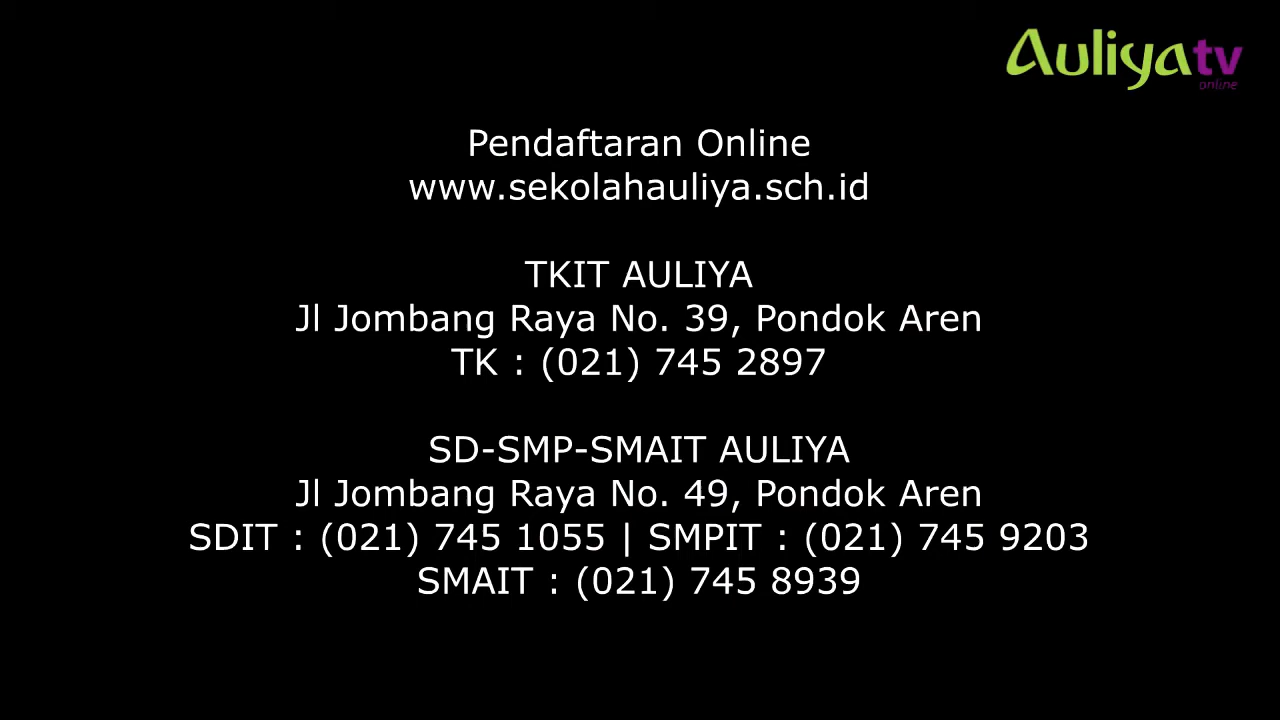 Auliya tv
online
Pendaftaran Online
www.sekolahauliya.sch.id
TKIT AULIYA
Jl Jombang Raya No. 39, Pondok Aren
TK : (021) 745 2897
SD-SMP-SMAIT AULIYA
Jl Jombang Raya No. 49, Pondok Aren
SDIT : (021) 745 1055 | SMPIT : (021) 745 9203
SMAIT : (021) 745 8939